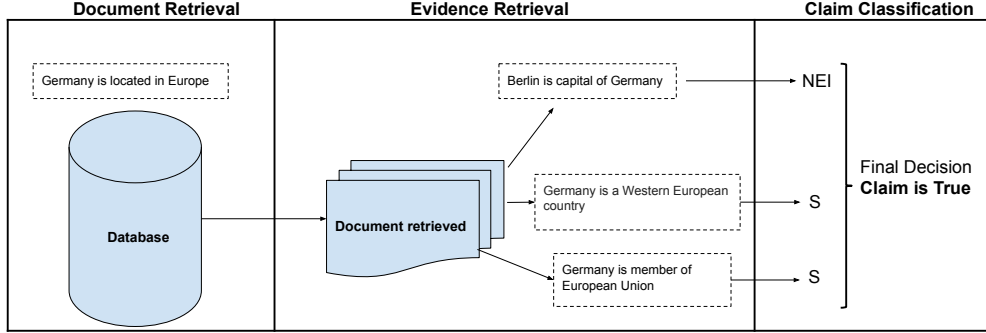 Document Retrieval
Evidence Retrieval
Claim Classification
Germany is located in Europe
Database
Document retrieved
Berlin is capital of Germany
Germany is a Western European
country
Germany is member of
European Union
NEI
S
S
Final Decision
Claim is True